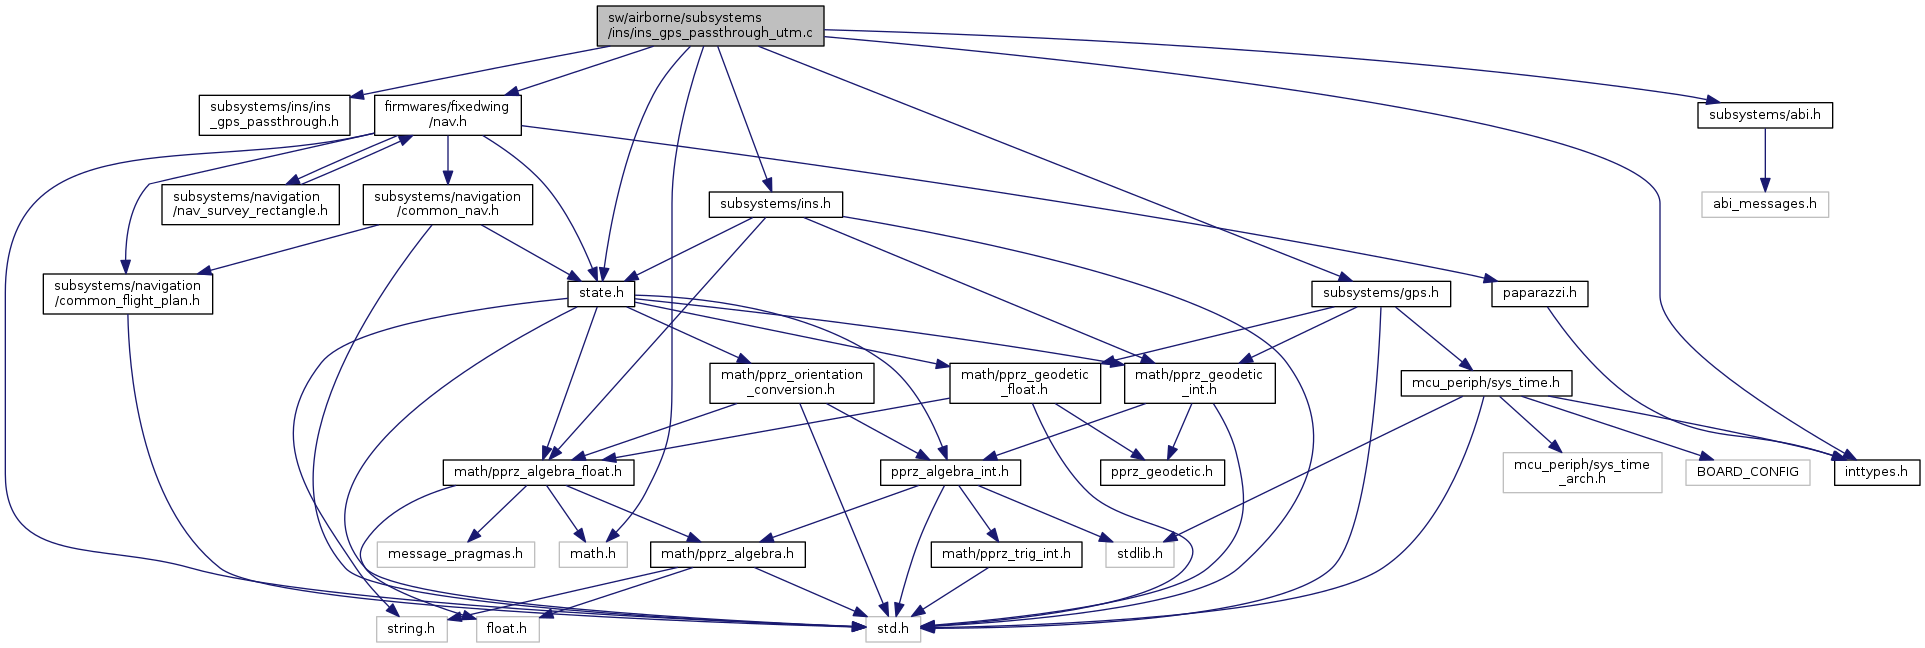 sw/airborne/subsystems
/ins/ins_gps_passthrough_utm.c
subsystems/ins/ins
_gps_passthrough.h
firmwares/fixedwing
/nav.h
subsystems/abi.h
subsystems/navigation
/nav_survey_rectangle.h
subsystems/navigation
/common_nav.h
subsystems/ins.h
abi_messages.h
subsystems/navigation
/common_flight_plan.h
state.h
subsystems/gps.h
paparazzi.h
math/pprz_orientation
_conversion.h
math/pprz_geodetic
_float.h
math/pprz_geodetic
_int.h
mcu_periph/sys_time.h
math/pprz_algebra_float.h
pprz_algebra_int.h
pprz_geodetic.h
mcu_periph/sys_time
_arch.h
BOARD_CONFIG
inttypes.h
message_pragmas.h
math.h
math/pprz_algebra.h
math/pprz_trig_int.h
stdlib.h
string.h
float.h
std.h